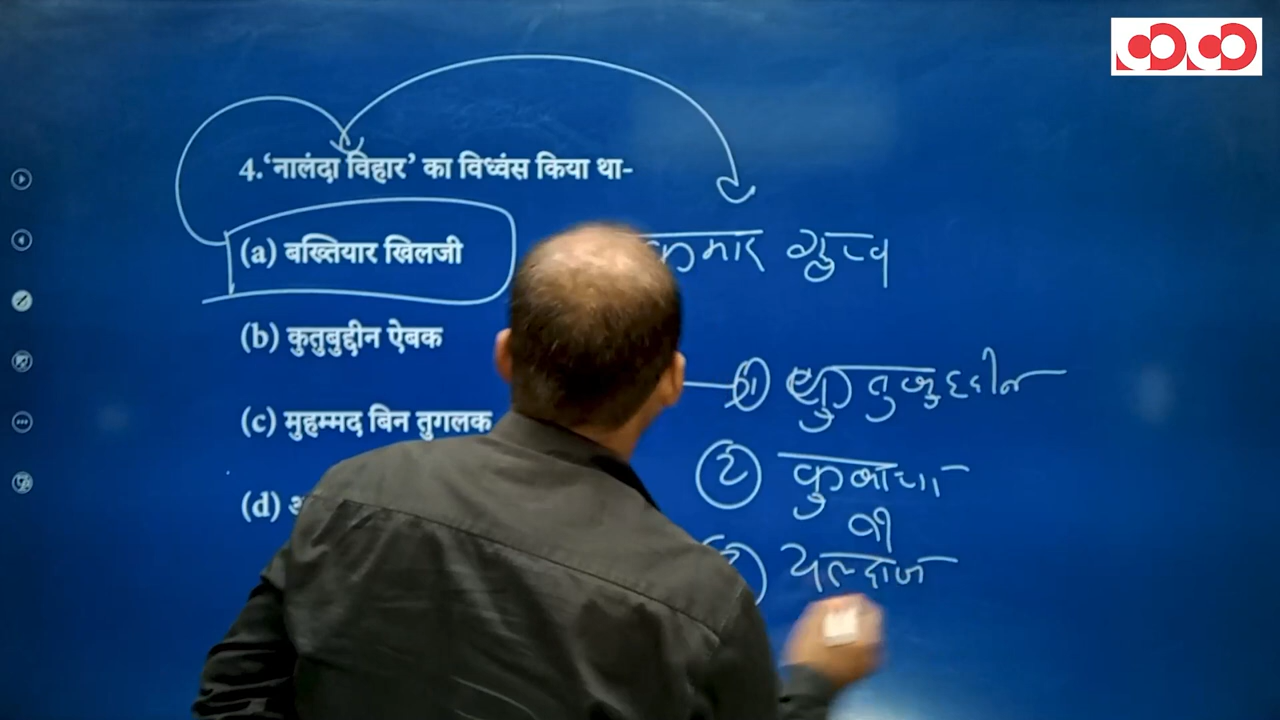 4.‘नालंदा विहार’ का विध्वंस किया था-
(a) बख्तियार खिलजी
कुमार गुप्त
(b) कुतुबुद्दीन ऐबक
(c) मुहम्मद बिन तुगलक
(d)
① कुतुबुद्दीन
② कुबाचा
यल्दोज